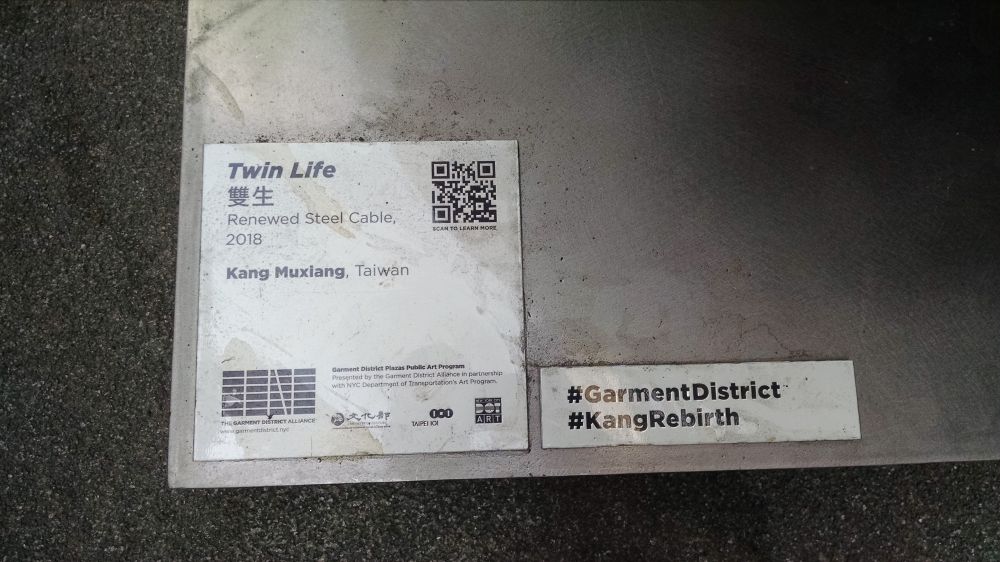 Twin Life
雙生
Renewed Steel Cable,
2018
SCAN TO LEARN MORE
Kang Muxiang, Taiwan
Garment District Plazas Public Art Program
Presented by the Garment District Alliance in partnership
with NYC Department of Transportation's Art Program.
THE GARMENT DISTRICT ALLIANCE
www.garmentdistrict.nyc
文化部
TAIPEI 101
DOT
ART
#GarmentDistrict
#KangRebirth